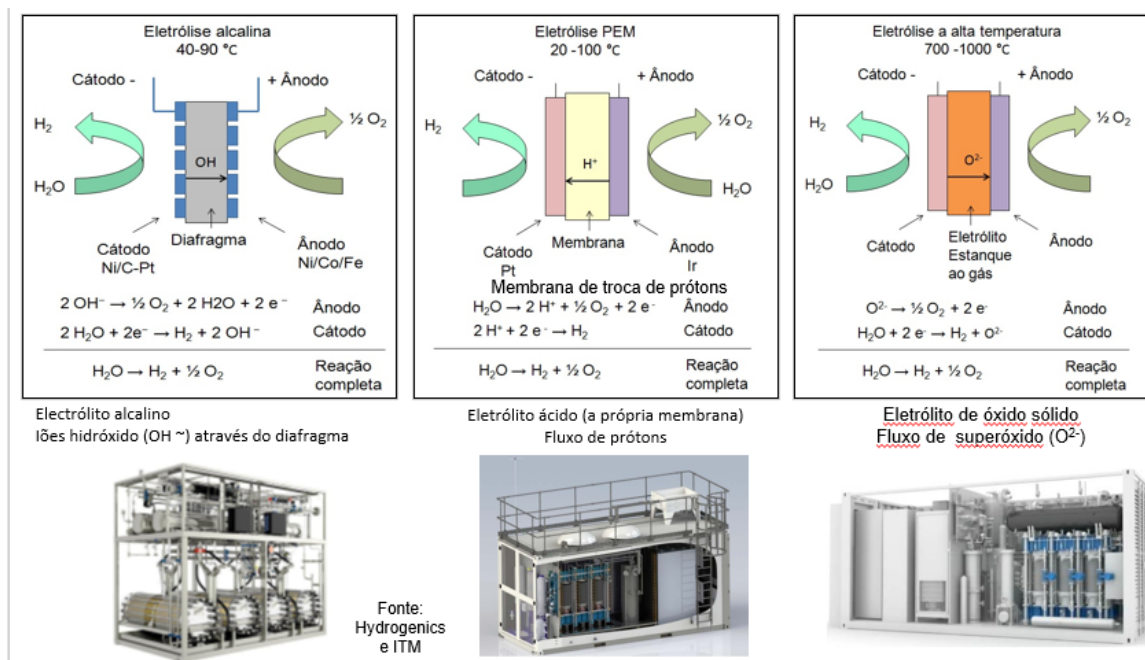 Eletrólise alcalina
40-90 °C
Cátodo -
+ Ânodo
H₂
½ O₂
OH
H₂O
Diafragma
Cátodo
Ni/C-Pt
Ânodo
Ni/Co/Fe
2 OH⁻ → ½ O₂ + 2 H2O + 2 e⁻ Ânodo
2 H₂O + 2e⁻ → H₂ + 2 OH⁻ Cátodo
H₂O → H₂ + ½ O₂ Reação
completa
Electrólito alcalino
Iões hidróxido (OH ~) através do diafragma
Eletrólise PEM
20 -100 °C
Cátodo -
+ Ânodo
H₂
½ O₂
H⁺
H₂O
Membrana
Cátodo
Pt
Ânodo
Ir
Membrana de troca de prótons
H₂O → 2 H⁺ + ½ O₂ + 2 e⁻ Ânodo
2 H⁺ + 2 e⁻ → H₂ Cátodo
H₂O → H₂ + ½ O₂ Reação
completa
Eletrólito ácido (a própria membrana)
Fluxo de prótons
Eletrólise a alta temperatura
700 -1000 °C
Cátodo -
+ Ânodo
H₂
½ O₂
O²⁻
H₂O
Cátodo
Eletrólito
Estanque
ao gás
Ânodo
O²⁻ → ½ O₂ + 2 e⁻ Ânodo
H₂O + 2 e⁻ → H₂ + O²⁻ Cátodo
H₂O → H₂ + ½ O₂ Reação
completa
Eletrólito de óxido sólido
Fluxo de superóxido (O²⁻)
Fonte:
Hydrogenics
e ITM